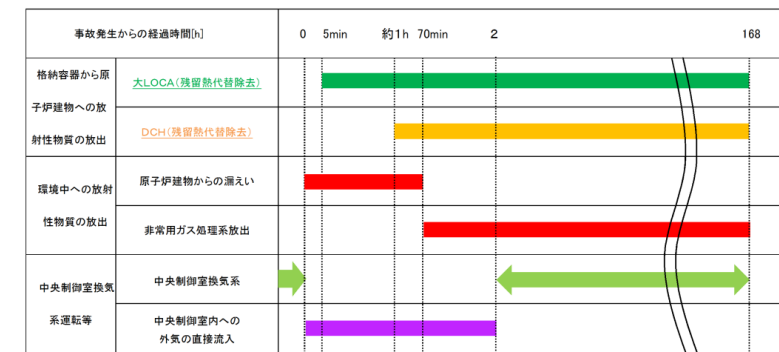 事故発生からの経過時間[h]
0 5min 約1h 70min 2 168
格納容器から原
子炉建物への放
射性物質の放出
大LOCA(残留熱代替除去)
DCH(残留熱代替除去)
環境中への放射
性物質の放出
原子炉建物からの漏えい
非常用ガス処理系放出
中央制御室換気
系運転等
中央制御室換気系
中央制御室内への
外気の直接流入